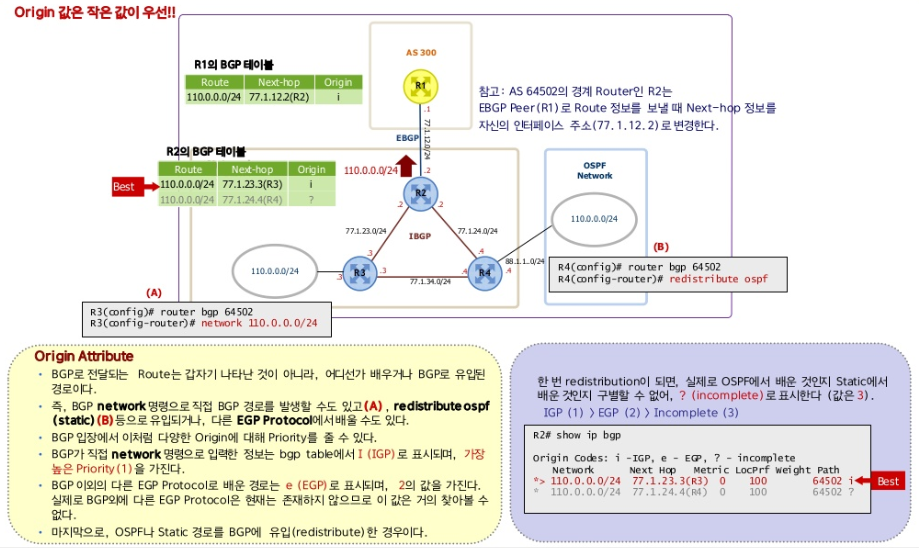 Origin 값은 작은 값이 우선!!
AS 300
R1의 BGP 테이블
Route Next-hop Origin
110.0.0.0/24 77.1.12.2(R2) i
R1
.1
77.1.12.0/24
EBGP
.2
참고: AS 64502의 경계 Router인 R2는
EBGP Peer(R1)로 Route 정보를 보낼 때 Next-hop 정보를
자신의 인터페이스 주소(77.1.12.2)로 변경한다.
R2의 BGP 테이블
Route Next-hop Origin
110.0.0.0/24 77.1.23.3(R3) i
110.0.0.0/24 77.1.24.4(R4) ?
Best
110.0.0.0/24
R2
.2
.2
77.1.23.0/24
77.1.24.0/24
IBGP
OSPF
Network
110.0.0.0/24
110.0.0.0/24
.3
R3
.3
.3
77.1.34.0/24
.4
.4
R4
.4
88.1.1..0/24
(B)
R4(config)# router bgp 64502
R4(config-router)# redistribute ospf
(A)
R3(config)# router bgp 64502
R3(config-router)# network 110.0.0.0/24
Origin Attribute
• BGP로 전달되는 Route는 갑자기 나타난 것이 아니라, 어디선가 배우거나 BGP로 유입된
경로이다.
• 즉, BGP network 명령으로 직접 BGP 경로를 발생할 수도 있고(A) , redistribute ospf
(static)(B)등으로 유입되거나, 다른 EGP Protocol에서 배울 수도 있다.
• BGP 입장에서 이처럼 다양한 Origin에 대해 Priority를 줄 수 있다.
• BGP가 직접 network 명령으로 입력한 정보는 bgp table에서 I (IGP)로 표시되며, 가장
높은 Priority(1)을 가진다.
• BGP 이외의 다른 EGP Protocol로 배운 경로는 e (EGP)로 표시되며, 2의 값을 가진다.
실제로 BGP외에 다른 EGP Protocol은 현재는 존재하지 않으므로 이 값은 거의 찾아볼 수
없다.
• 마지막으로, OSPF나 Static 경로를 BGP에 유입(redistribute)한 경우이다.
한 번 redistribution이 되면, 실제로 OSPF에서 배운 것인지 Static에서
배운 것인지 구별할 수 없어, ? (incomplete)로 표시한다 (값은 3).
IGP (1) 〉EGP (2) 〉Incomplete (3)
R2# show ip bgp
Origin Codes: i -IGP, e - EGP, ? - incomplete
Network Next Hop Metric LocPrf Weight Path
*> 110.0.0.0/24 77.1.23.3(R3) 0 100 64502 i
* 110.0.0.0/24 77.1.24.4(R4) 0 100 64502 ?
Best